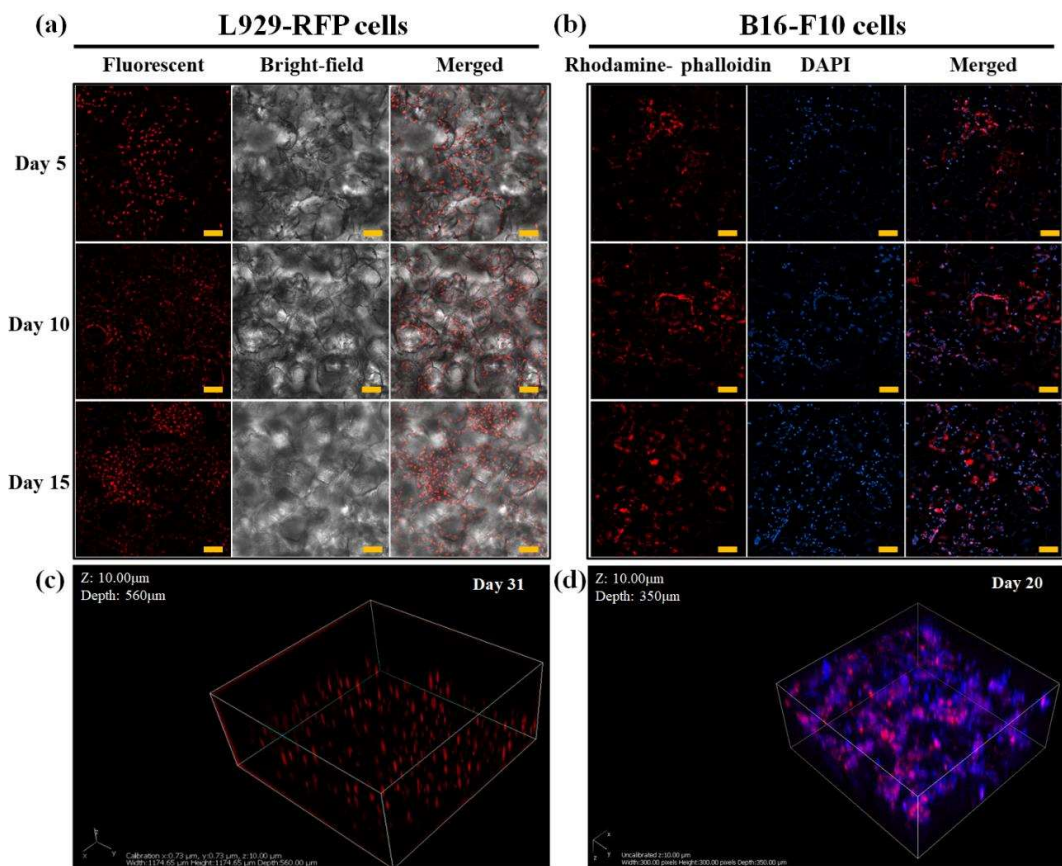 (a) L929-RFP cells
Fluorescent Bright-field Merged
Day 5
Day 10
Day 15
(b) B16-F10 cells
Rhodamine- phalloidin DAPI Merged
(c)
Z: 10.00μm
Depth: 560μm
Day 31
Calibration x:0.73 μm, y:0.73 μm, z:10.00 μm
Width:1174.65 μm Height:1174.65 μm Depth:560.00 μm
(d)
Z: 10.00μm
Depth: 350μm
Day 20
Uncalibrated z:10.00 μm
Width:300.00 pixels Height:300.00 pixels Depth:350.00 μm